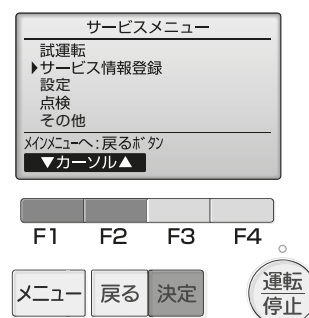 サービスメニュー
試運転
▶サービス情報登録
設定
点検
その他
ﾒｲﾝﾒﾆｭｰへ:戻るﾎﾞﾀﾝ
▼カーソル▲
F1 F2 F3 F4
メニュー 戻る 決定 運転
停止